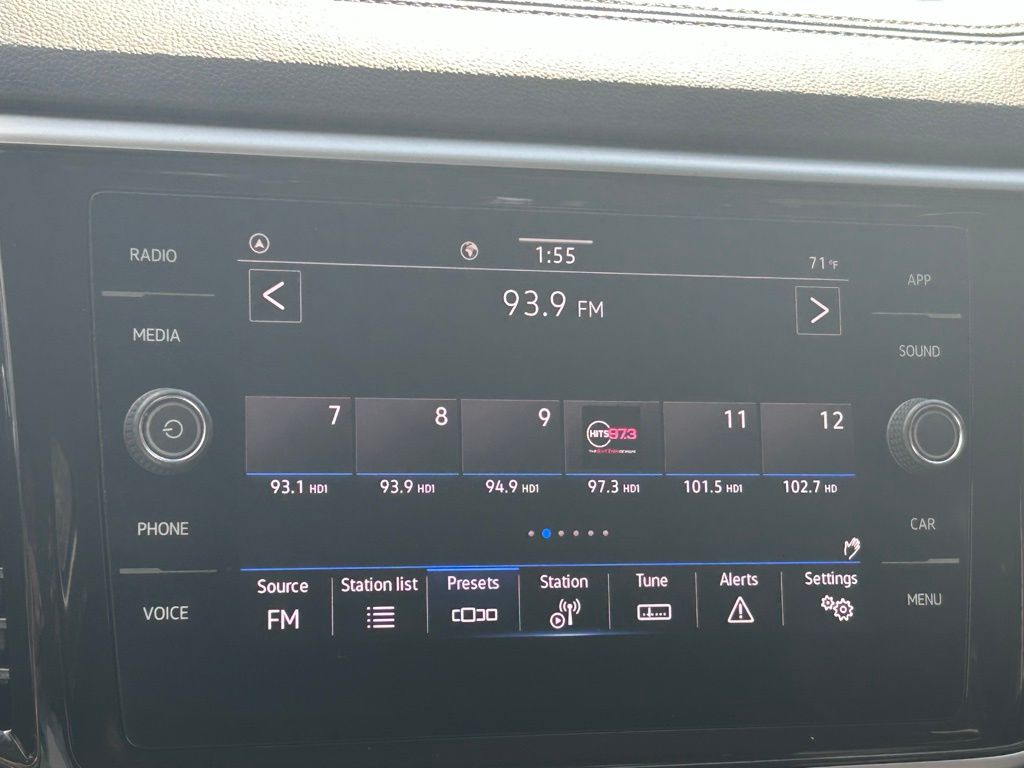 RADIO
1:55
71°F
APP
93.9 FM
MEDIA
SOUND
7
8
9
HITS 97.3
11
12
93.1 HD1
93.9 HD1
94.9 HD1
97.3 HD1
101.5 HD1
102.7 HD
PHONE
CAR
Source
Station list
Presets
Station
Tune
Alerts
Settings
FM
VOICE
MENU